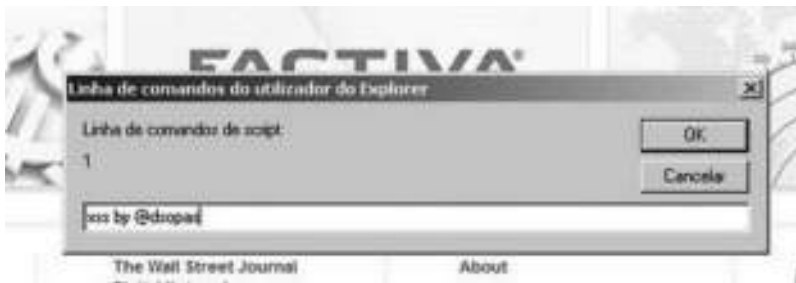 FACTIVA®
Linha de comandos do utilizador do Explorer
Linha de comandos de script:
1
OK
Cancelar
xss by @dsopas
The Wall Street Journal
About